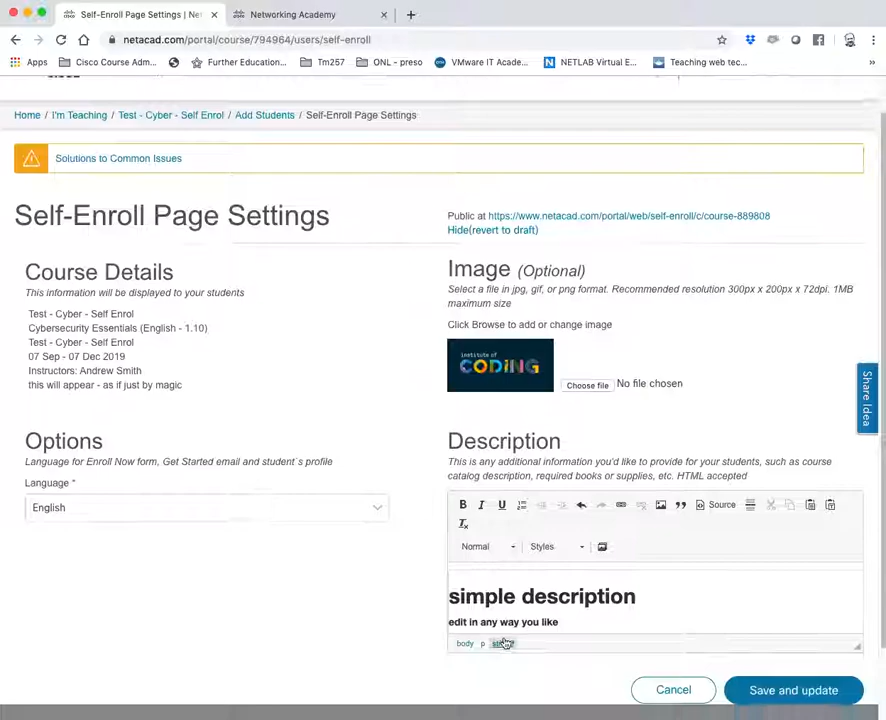 Self-Enroll Page Settings | Net
Networking Academy
netacad.com/portal/course/794964/users/self-enroll
Apps
Cisco Course Adm...
Further Education...
Tm257
ONL - preso
VMware IT Acade...
NETLAB Virtual E...
Teaching web tec...
Home / I'm Teaching / Test - Cyber - Self Enrol / Add Students / Self-Enroll Page Settings
Solutions to Common Issues
Self-Enroll Page Settings
Public at https://www.netacad.com/portal/web/self-enroll/c/course-889808
Hide(revert to draft)
Course Details
This information will be displayed to your students
Test - Cyber - Self Enrol
Cybersecurity Essentials (English - 1.10)
Test - Cyber - Self Enrol
07 Sep - 07 Dec 2019
Instructors: Andrew Smith
this will appear - as if just by magic
Image (Optional)
Select a file in jpg, gif, or png format. Recommended resolution 300px x 200px x 72dpi. 1MB
maximum size
Click Browse to add or change image
institute of
CODING
Choose file No file chosen
Share Idea
Options
Language for Enroll Now form, Get Started email and student´s profile
Language *
English
Description
This is any additional information you'd like to provide for your students, such as course
catalog description, required books or supplies, etc. HTML accepted
B I U Source
Normal Styles
simple description
edit in any way you like
body p
Cancel
Save and update